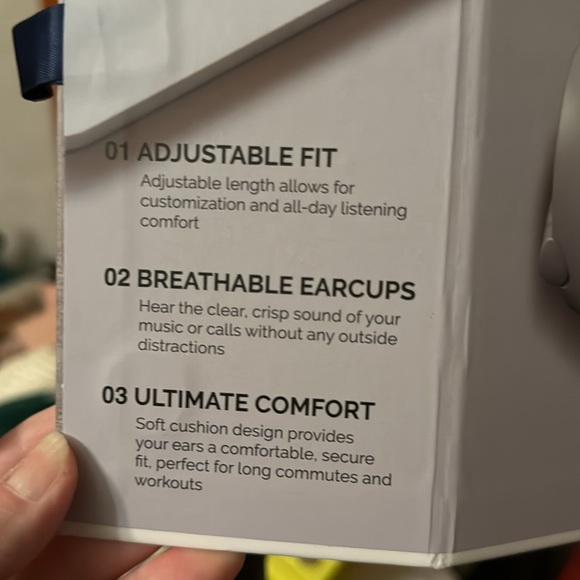 01 ADJUSTABLE FIT
Adjustable length allows for
customization and all-day listening
comfort
02 BREATHABLE EARCUPS
Hear the clear, crisp sound of your
music or calls without any outside
distractions
03 ULTIMATE COMFORT
Soft cushion design provides
your ears a comfortable, secure
fit, perfect for long commutes and
workouts